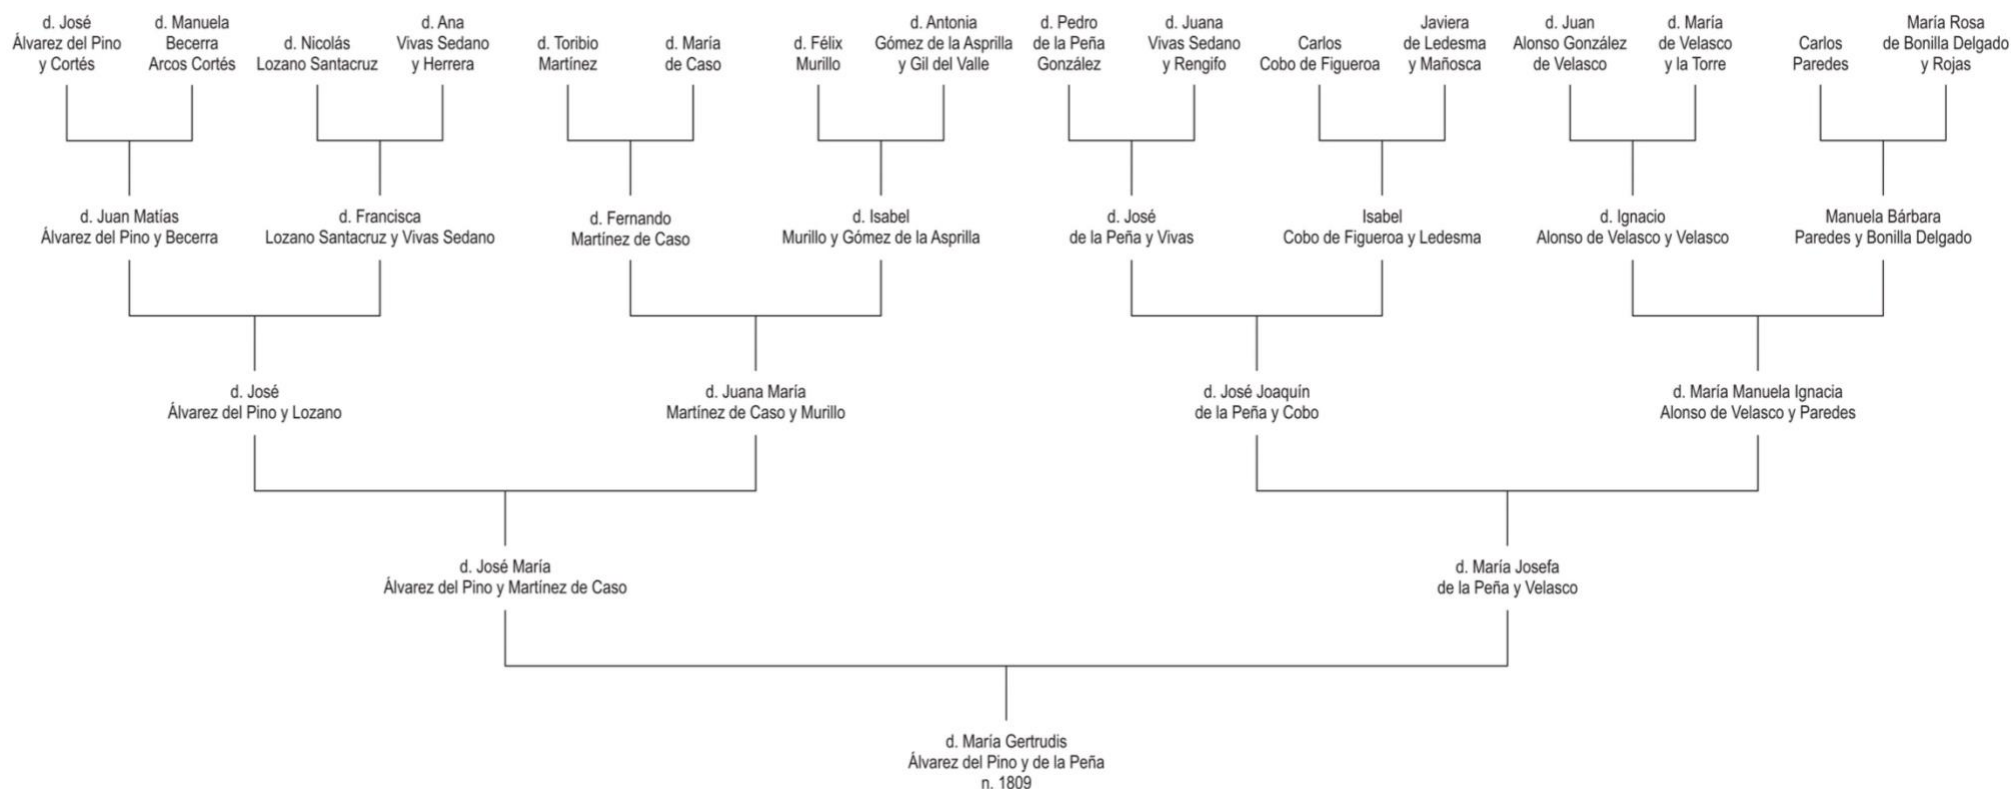 d. José
Álvarez del Pino
y Cortés
d. Manuela
Becerra
Arcos Cortés
d. Nicolás
Lozano Santacruz
d. Ana
Vivas Sedano
y Herrera
d. Toribio
Martínez
d. María
de Caso
d. Félix
Murillo
d. Antonia
Gómez de la Asprilla
y Gil del Valle
d. Pedro
de la Peña
González
d. Juana
Vivas Sedano
y Rengifo
Carlos
Cobo de Figueroa
Javiera
de Ledesma
y Mañosca
d. Juan
Alonso González
de Velasco
d. María
de Velasco
y la Torre
Carlos
Paredes
María Rosa
de Bonilla Delgado
y Rojas
d. Juan Matías
Álvarez del Pino y Becerra
d. Francisca
Lozano Santacruz y Vivas Sedano
d. Fernando
Martínez de Caso
d. Isabel
Murillo y Gómez de la Asprilla
d. José
de la Peña y Vivas
Isabel
Cobo de Figueroa y Ledesma
d. Ignacio
Alonso de Velasco y Velasco
Manuela Bárbara
Paredes y Bonilla Delgado
d. José
Álvarez del Pino y Lozano
d. Juana María
Martínez de Caso y Murillo
d. José Joaquín
de la Peña y Cobo
d. María Manuela Ignacia
Alonso de Velasco y Paredes
d. José María
Álvarez del Pino y Martínez de Caso
d. María Josefa
de la Peña y Velasco
d. María Gertrudis
Álvarez del Pino y de la Peña
n. 1809